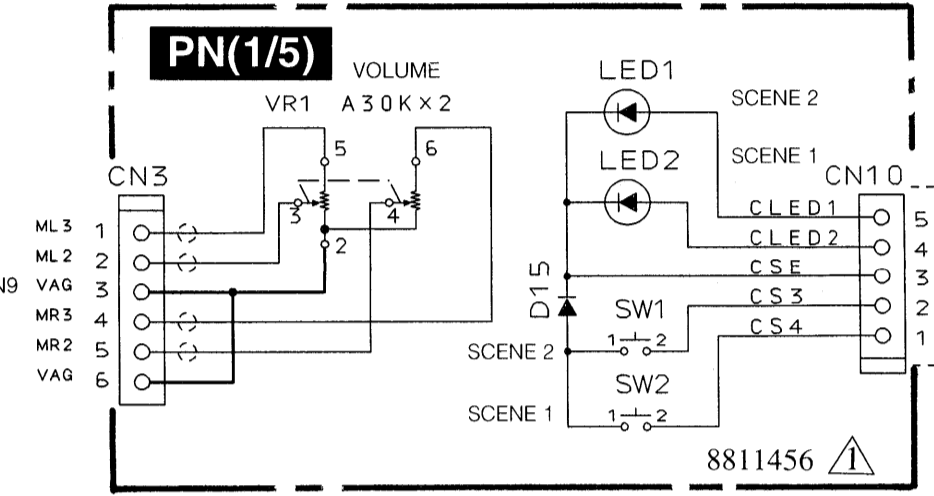 PN(1/5)
VOLUME
VR1 A30K×2
5
6
3
4
2
CN3
ML3 1
ML2 2
N9 VAG 3
MR3 4
MR2 5
VAG 6
LED1
SCENE 2
LED2
SCENE 1
CN10
CLED1 5
CLED2 4
CSE 3
CS3 2
CS4 1
D15
SW1
SCENE 2 1 2
SW2
SCENE 1 1 2
8811456 1